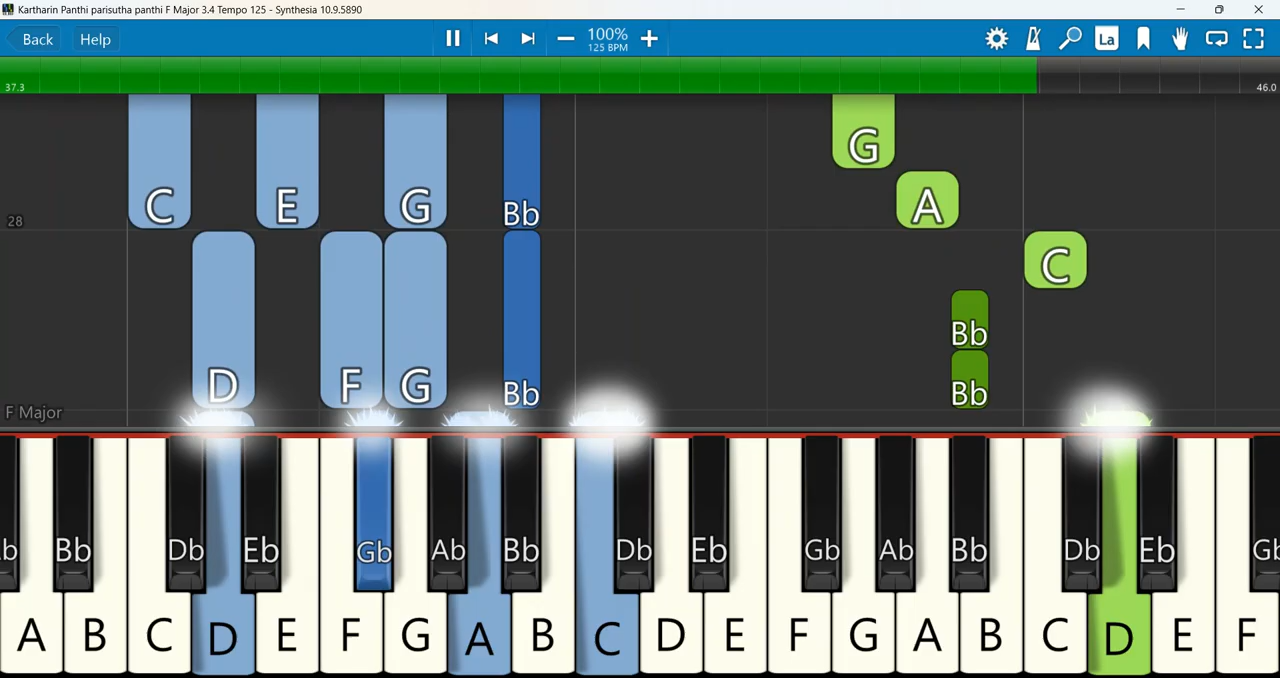 Kartharin Panthi parisutha panthi F Major 3.4 Tempo 125 - Synthesia 10.9.5890
Back Help 100% La
125 BPM
37.3 46.0
G
C E G Bb A
28
C
Bb
D F G Bb Bb
F Major
Bb Db Eb Gb Ab Bb Db Eb Gb Ab Bb Db Eb
A B C D E F G A B C D E F G A B C D E F